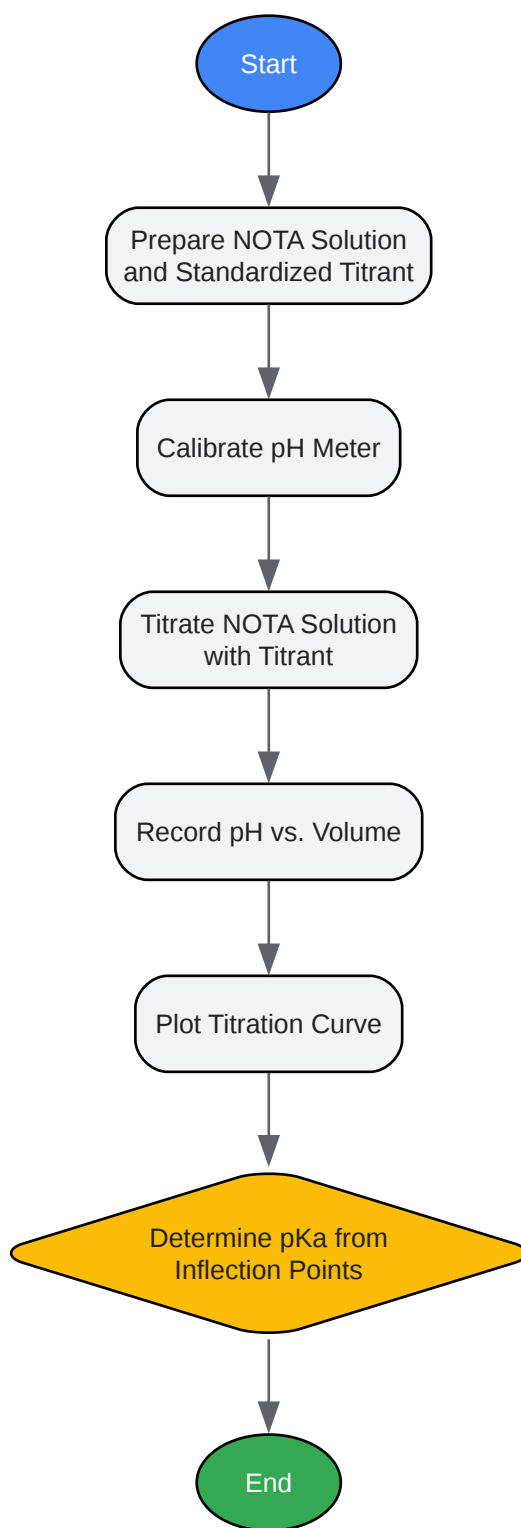 Start
Prepare NOTA Solution
and Standardized Titrant
Calibrate pH Meter
Titrate NOTA Solution
with Titrant
Record pH vs. Volume
Plot Titration Curve
Determine pKa from
Inflection Points
End